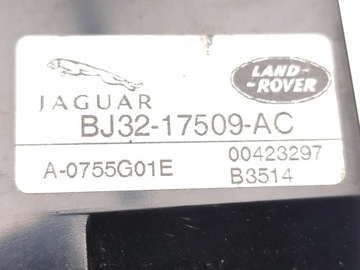 JAGUAR
LAND-
-ROVER
BJ32-17509-AC
A-0755G01E
00423297
B3514